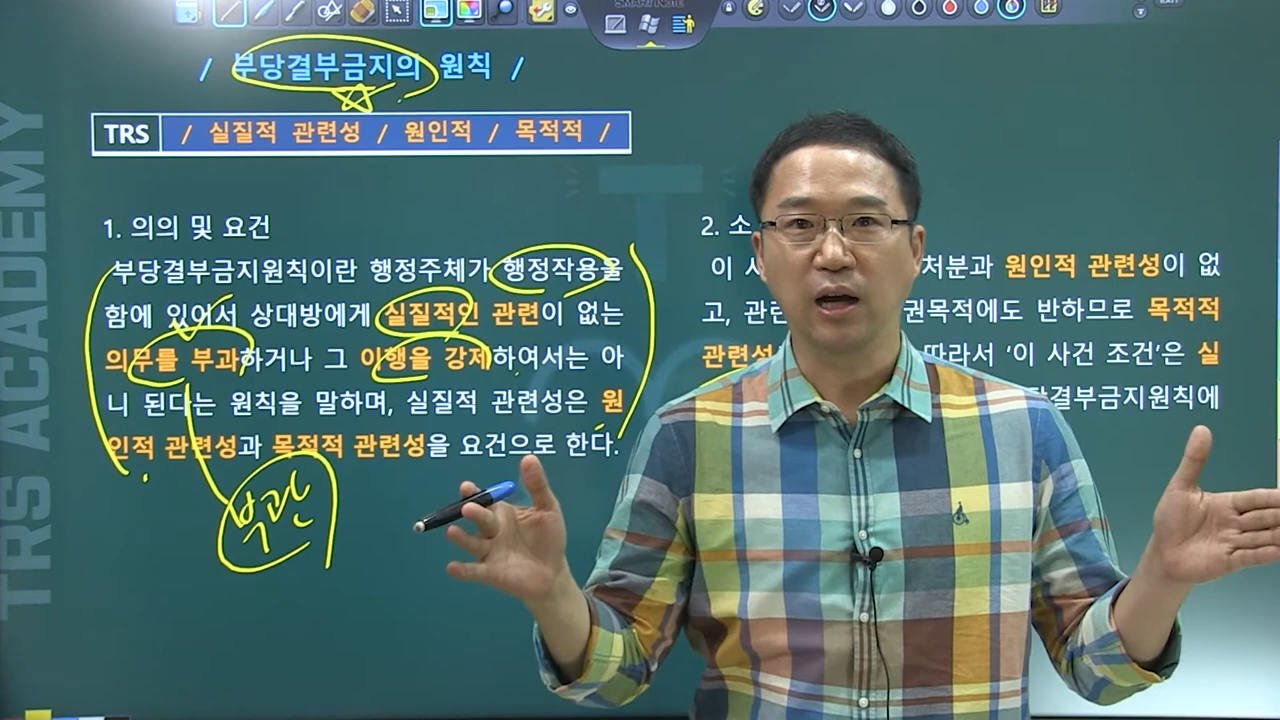 SMART NOTE
/ 부당결부금지의 원칙 /
TRS / 실질적 관련성 / 원인적 / 목적적 /
TRS ACADEMY
1. 의의 및 요건
부당결부금지원칙이란 행정주체가 행정작용을
함에 있어서 상대방에게 실질적인 관련이 없는
의무를 부과하거나 그 이행을 강제하여서는 아
니 된다는 원칙을 말하며, 실질적 관련성은 원
인적 관련성과 목적적 관련성을 요건으로 한다.
부관
2. 소
이 처분과 원인적 관련성이 없
고, 관련 권목적에도 반하므로 목적적
관련성 따라서 '이 사건 조건'은 실
당결부금지원칙에